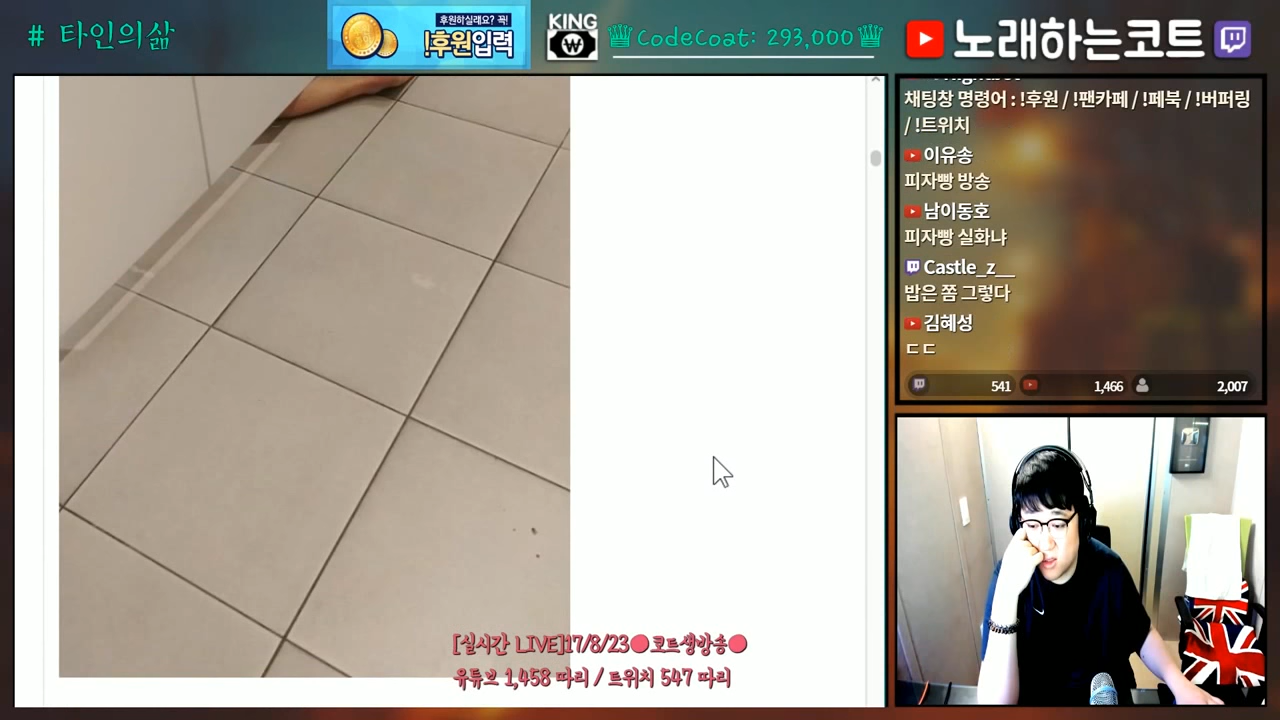 # 타인의삶
후원하실려요? 꼭!
!후원입력
KING
₩
CodeCoat: 293,000
노래하는코트
채팅창 명령어 : !후원 / !팬카페 / !페북 / !버퍼링
/ !트위치
이유송
피자빵 방송
남이동호
피자빵 실화냐
Castle_z__
밥은 쫌 그렇다
김혜성
ㄷㄷ
541
1,466
2,007
[실시간 LIVE]17/8/23🔴코트생방송🔴
유튜브 1,458 따리 / 트위치 547 따리